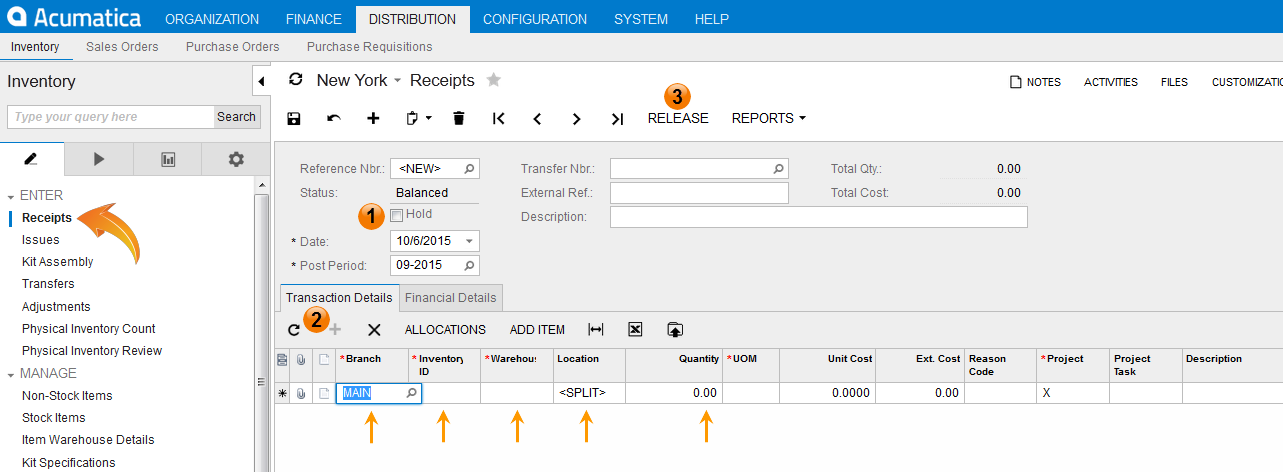 Acumatica ORGANIZATION FINANCE DISTRIBUTION CONFIGURATION SYSTEM HELP
Inventory Sales Orders Purchase Orders Purchase Requisitions
Inventory
Type your query here Search
ENTER
Receipts
Issues
Kit Assembly
Transfers
Adjustments
Physical Inventory Count
Physical Inventory Review
MANAGE
Non-Stock Items
Stock Items
Item Warehouse Details
Kit Specifications
New York Receipts NOTES ACTIVITIES FILES CUSTOMIZATIO
3
RELEASE REPORTS
Reference Nbr.: <NEW> Transfer Nbr.: Total Qty.: 0.00
Status: Balanced External Ref.: Total Cost: 0.00
1 Hold Description:
* Date: 10/6/2015
* Post Period: 09-2015
Transaction Details Financial Details
2 ALLOCATIONS ADD ITEM
*Branch *Inventory ID *Warehous Location Quantity *UOM Unit Cost Ext. Cost Reason Code *Project Project Task Description
MAIN <SPLIT> 0.00 0.0000 0.00 X